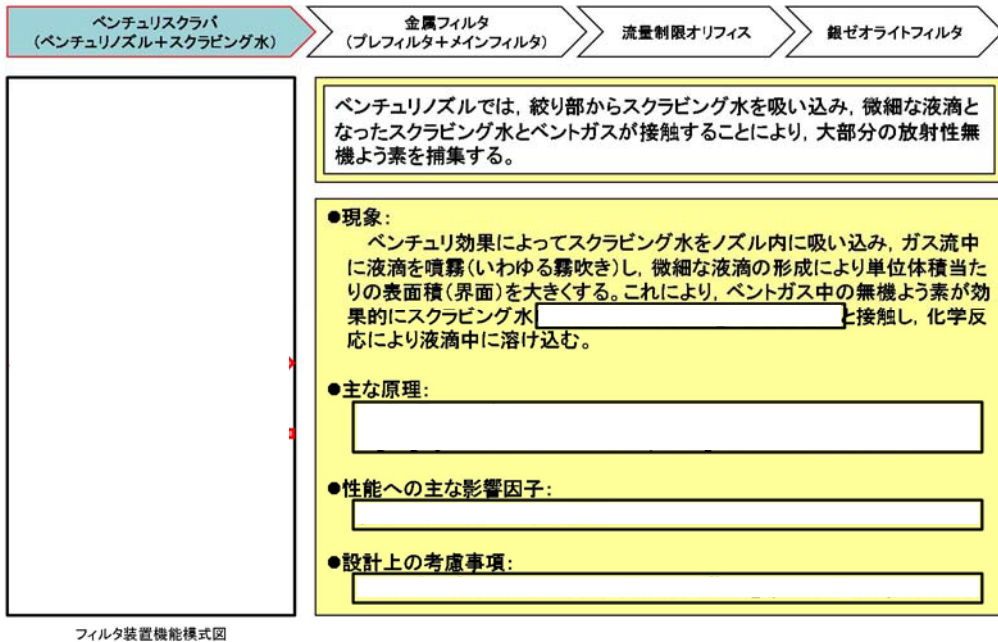 ベンチュリスクラバ
(ベンチュリノズル+スクラビング水)
金属フィルタ
(プレフィルタ+メインフィルタ)
流量制限オリフィス
銀ゼオライトフィルタ
ベンチュリノズルでは,絞り部からスクラビング水を吸い込み,微細な液滴と
なったスクラビング水とベントガスが接触することにより,大部分の放射性無
機よう素を捕集する。
●現象:
ベンチュリ効果によってスクラビング水をノズル内に吸い込み,ガス流中
に液滴を噴霧(いわゆる霧吹き)し,微細な液滴の形成により単位体積当た
りの表面積(界面)を大きくする。これにより,ベントガス中の無機よう素が効
果的にスクラビング水 と接触し,化学反
応により液滴中に溶け込む。
●主な原理:
●性能への主な影響因子:
●設計上の考慮事項:
フィルタ装置機能模式図